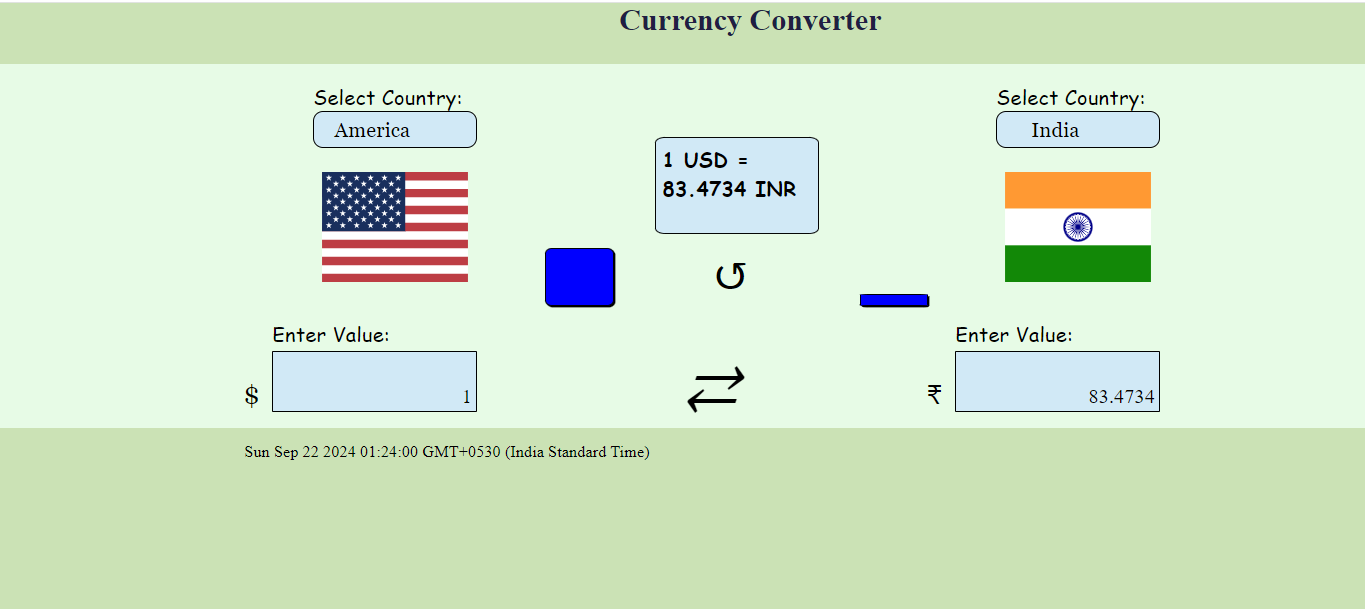 Currency Converter
Select Country:
America
Select Country:
India
1 USD =
83.4734 INR
Enter Value:
$
1
Enter Value:
₹
83.4734
Sun Sep 22 2024 01:24:00 GMT+0530 (India Standard Time)